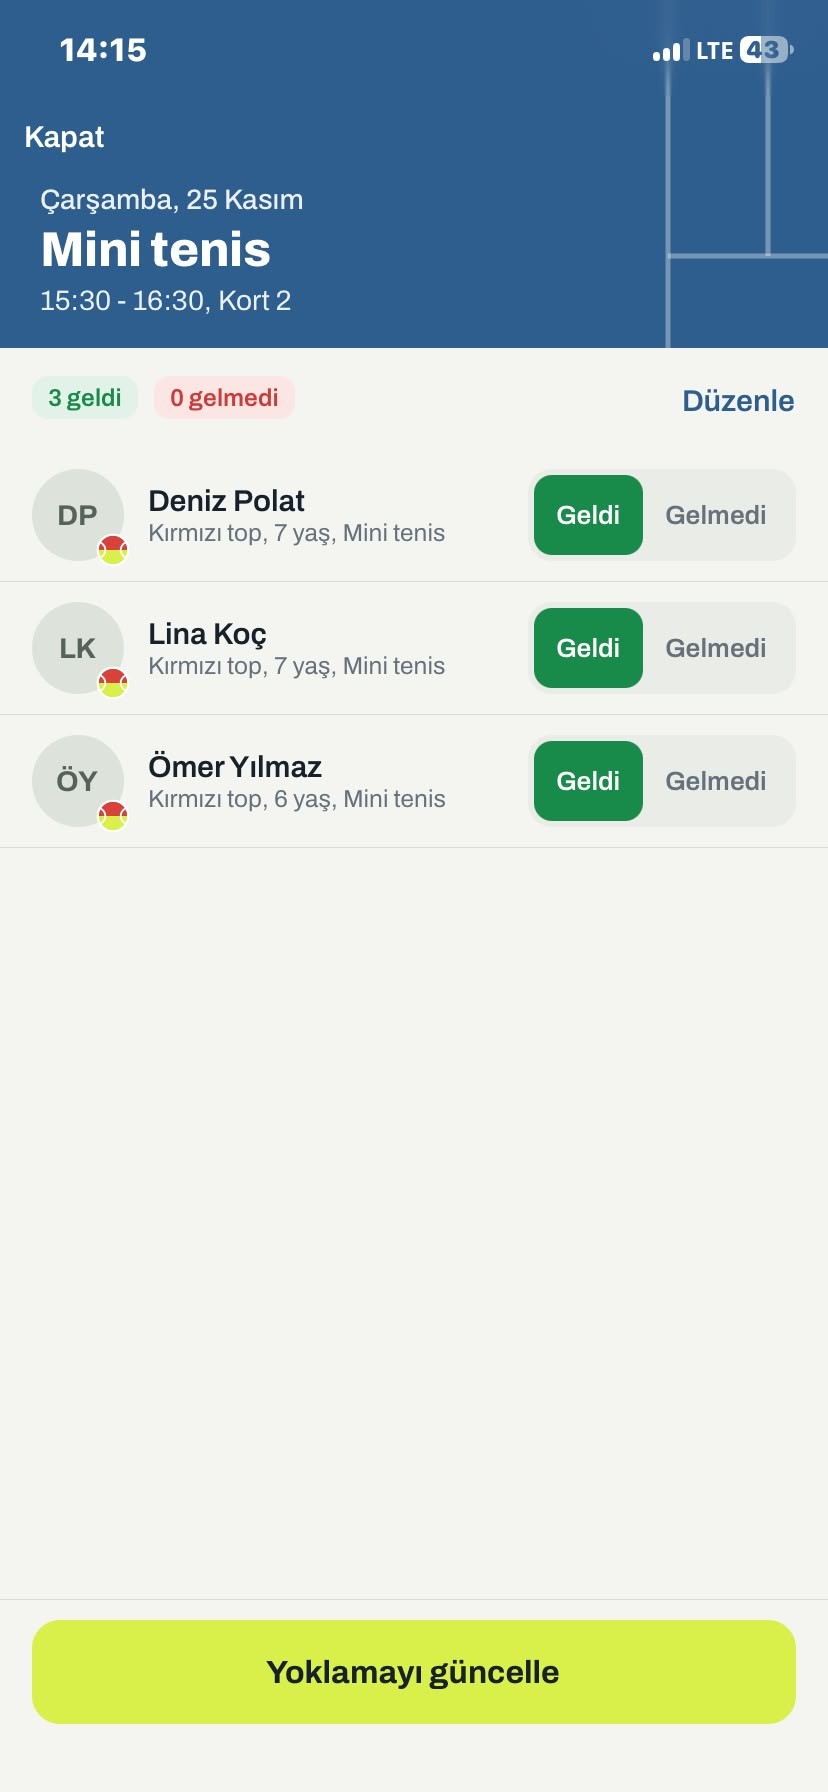 14:15
LTE 43
Kapat
Çarşamba, 25 Kasım
Mini tenis
15:30 - 16:30, Kort 2
3 geldi
0 gelmedi
Düzenle
DP
Deniz Polat
Kırmızı top, 7 yaş, Mini tenis
Geldi
Gelmedi
LK
Lina Koç
Kırmızı top, 7 yaş, Mini tenis
Geldi
Gelmedi
ÖY
Ömer Yılmaz
Kırmızı top, 6 yaş, Mini tenis
Geldi
Gelmedi
Yoklamayı güncelle